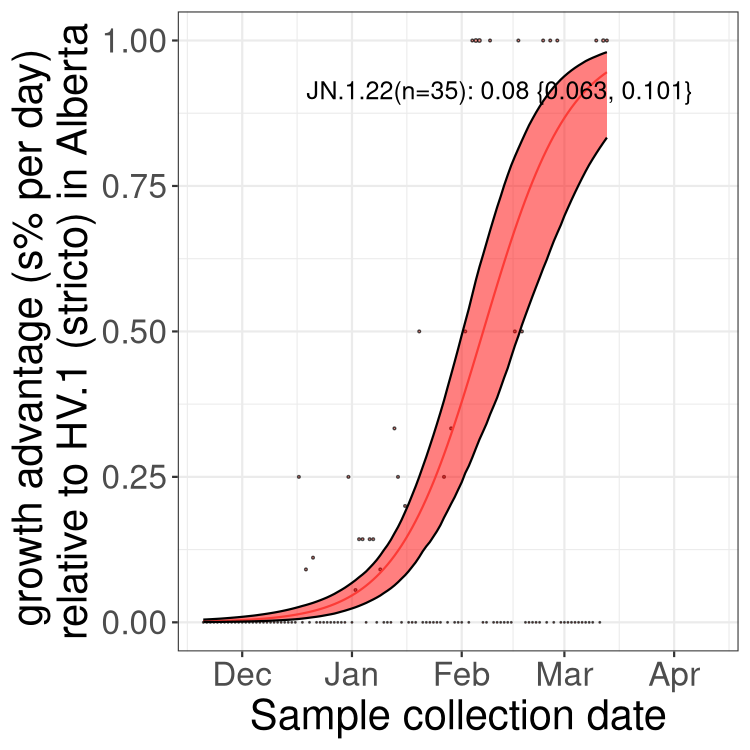 growth advantage (s% per day)
relative to HV.1 (stricto) in Alberta
1.00
0.75
0.50
0.25
0.00
JN.1.22(n=35): 0.08 {0.063, 0.101}
Dec Jan Feb Mar Apr
Sample collection date